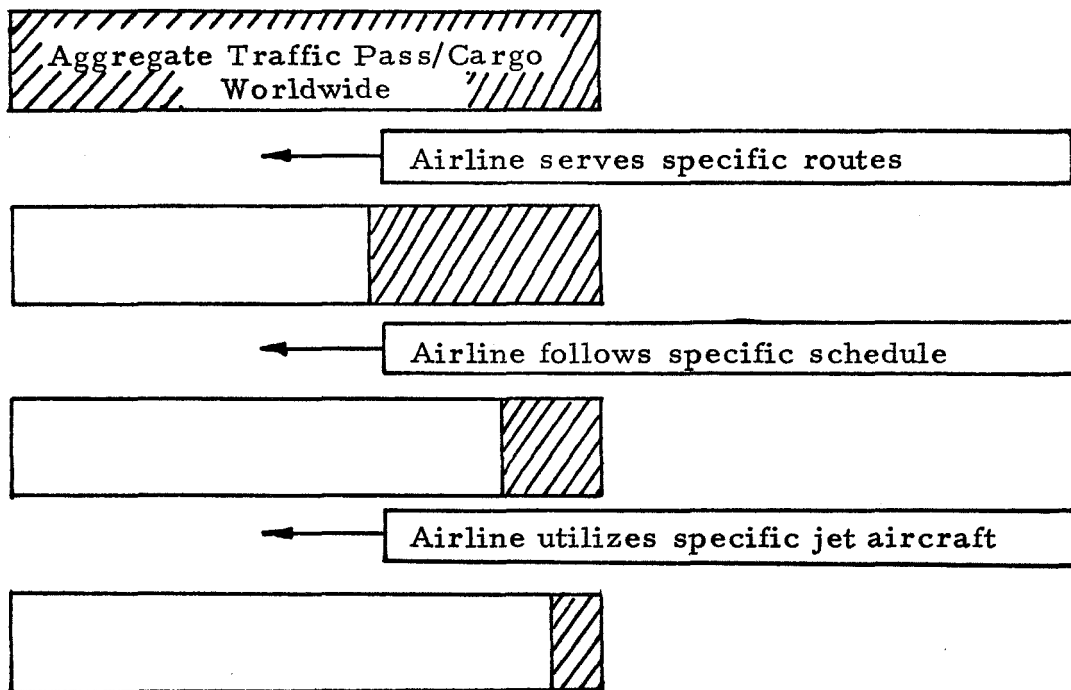 Aggregate Traffic Pass/Cargo
Worldwide
Airline serves specific routes
Airline follows specific schedule
Airline utilizes specific jet aircraft